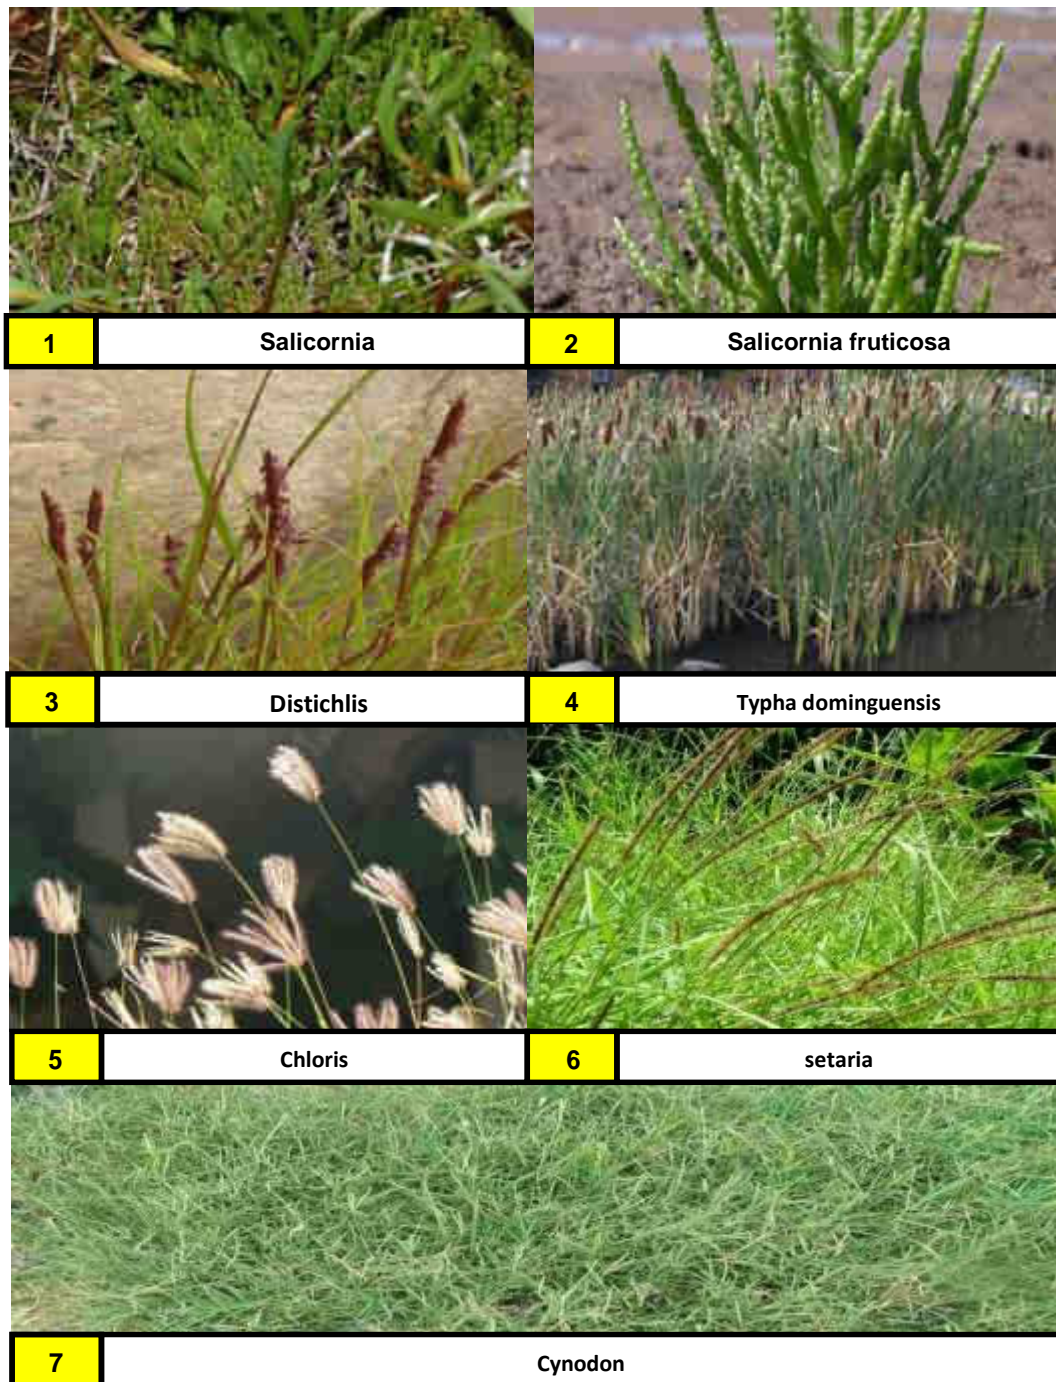 1 Salicornia
2 Salicornia fruticosa
3 Distichlis
4 Typha dominguensis
5 Chloris
6 setaria
7 Cynodon